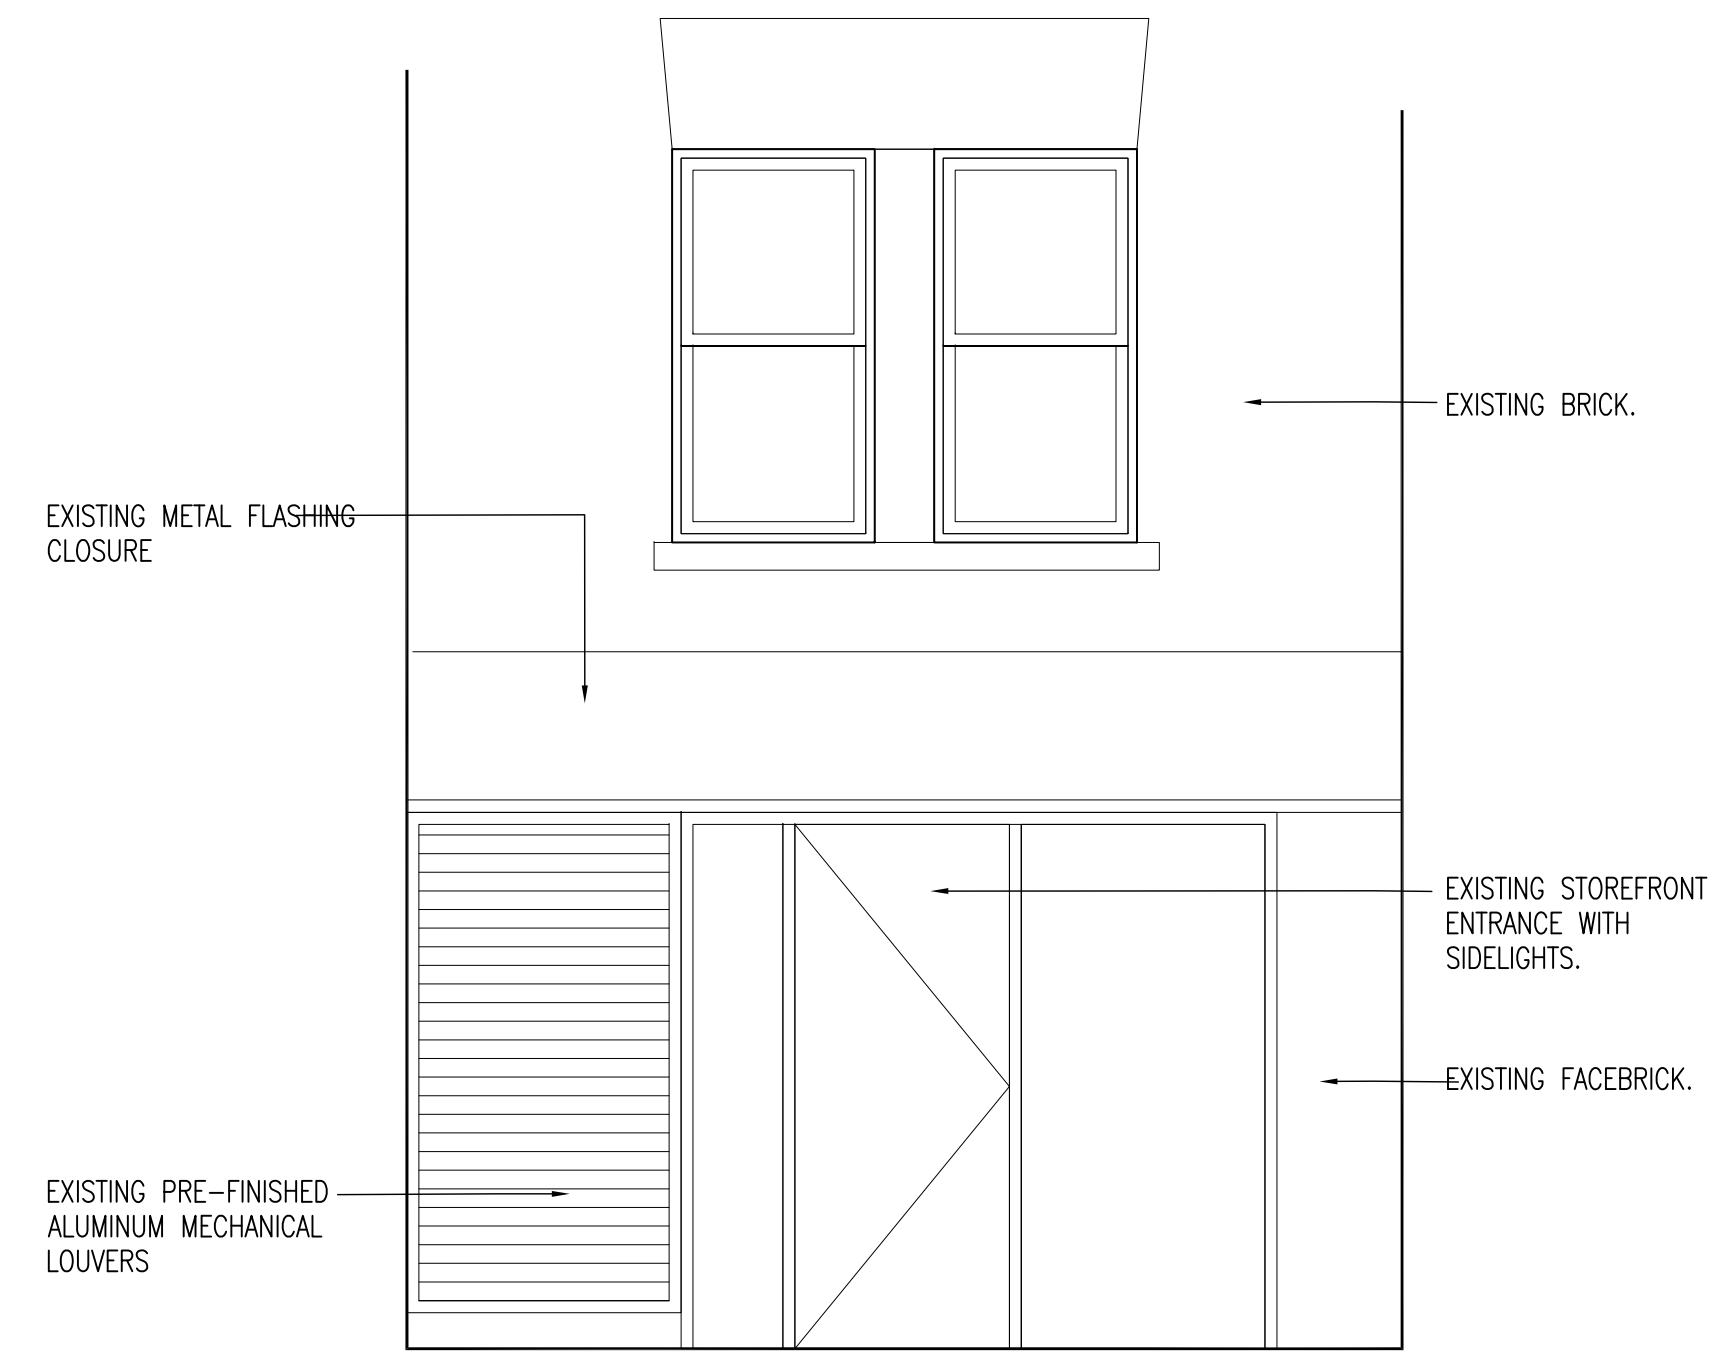 EXISTING BRICK.
EXISTING METAL FLASHING
CLOSURE
EXISTING STOREFRONT
ENTRANCE WITH
SIDELIGHTS.
EXISTING FACEBRICK.
EXISTING PRE-FINISHED
ALUMINUM MECHANICAL
LOUVERS